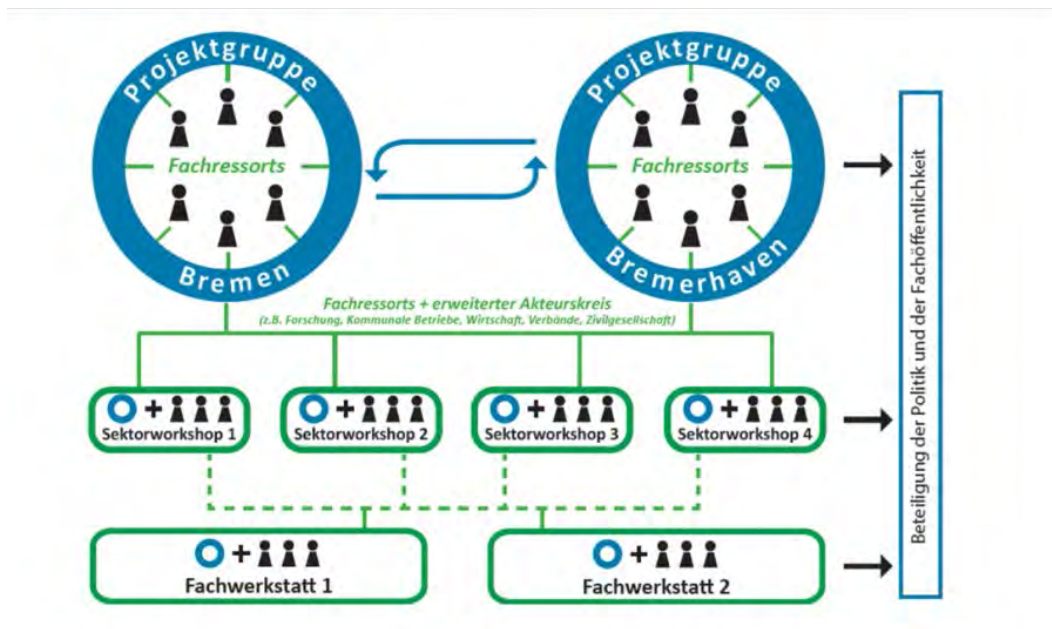 Projektgruppe
Fachressorts
Bremen
Projektgruppe
Fachressorts
Bremerhaven
Fachressorts + erweiterter Akteurskreis
(z.B. Forschung, Kommunale Betriebe, Wirtschaft, Verbände, Zivilgesellschaft)
+
Sektorworkshop 1
+
Sektorworkshop 2
+
Sektorworkshop 3
+
Sektorworkshop 4
+
Fachwerkstatt 1
+
Fachwerkstatt 2
Beteiligung der Politik und der Fachöffentlichkeit